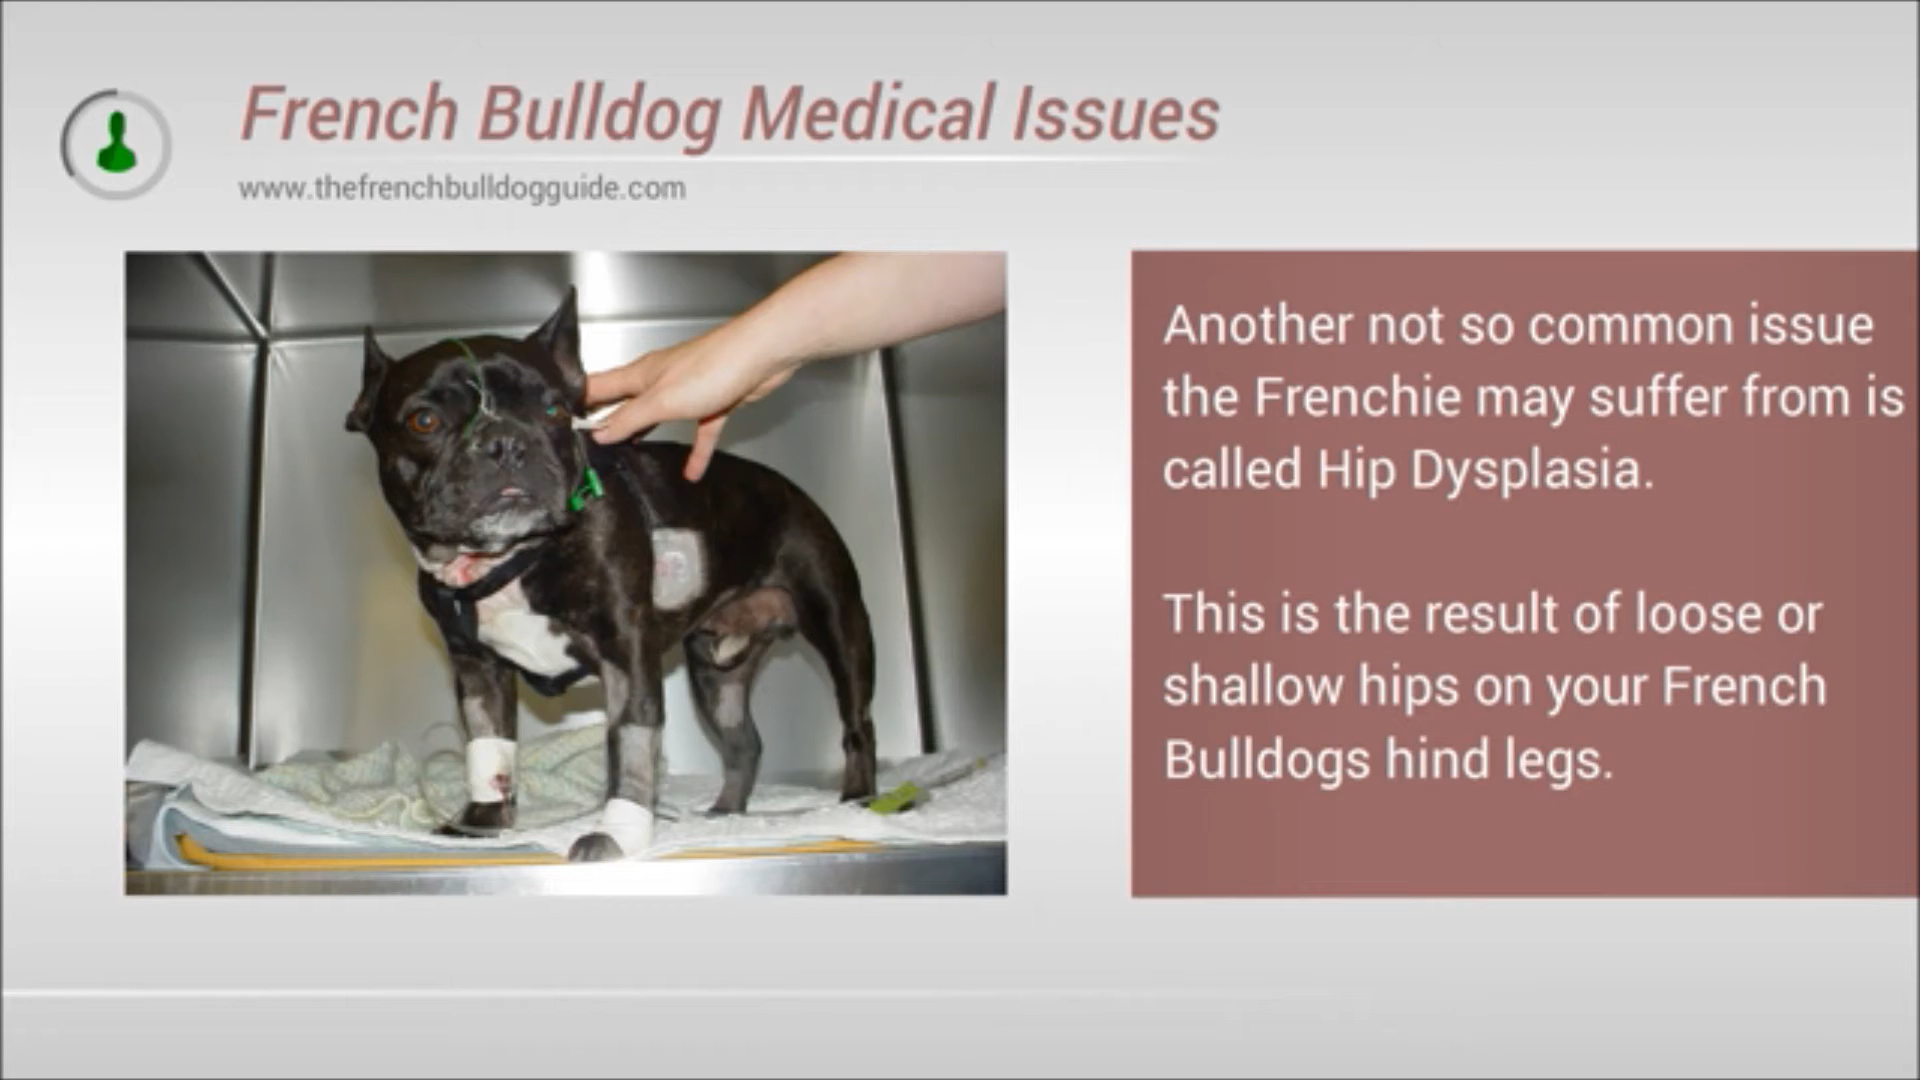 French Bulldog Medical Issues
www.thefrenchbulldogguide.com
Another not so common issue
the Frenchie may suffer from is
called Hip Dysplasia.
This is the result of loose or
shallow hips on your French
Bulldogs hind legs.